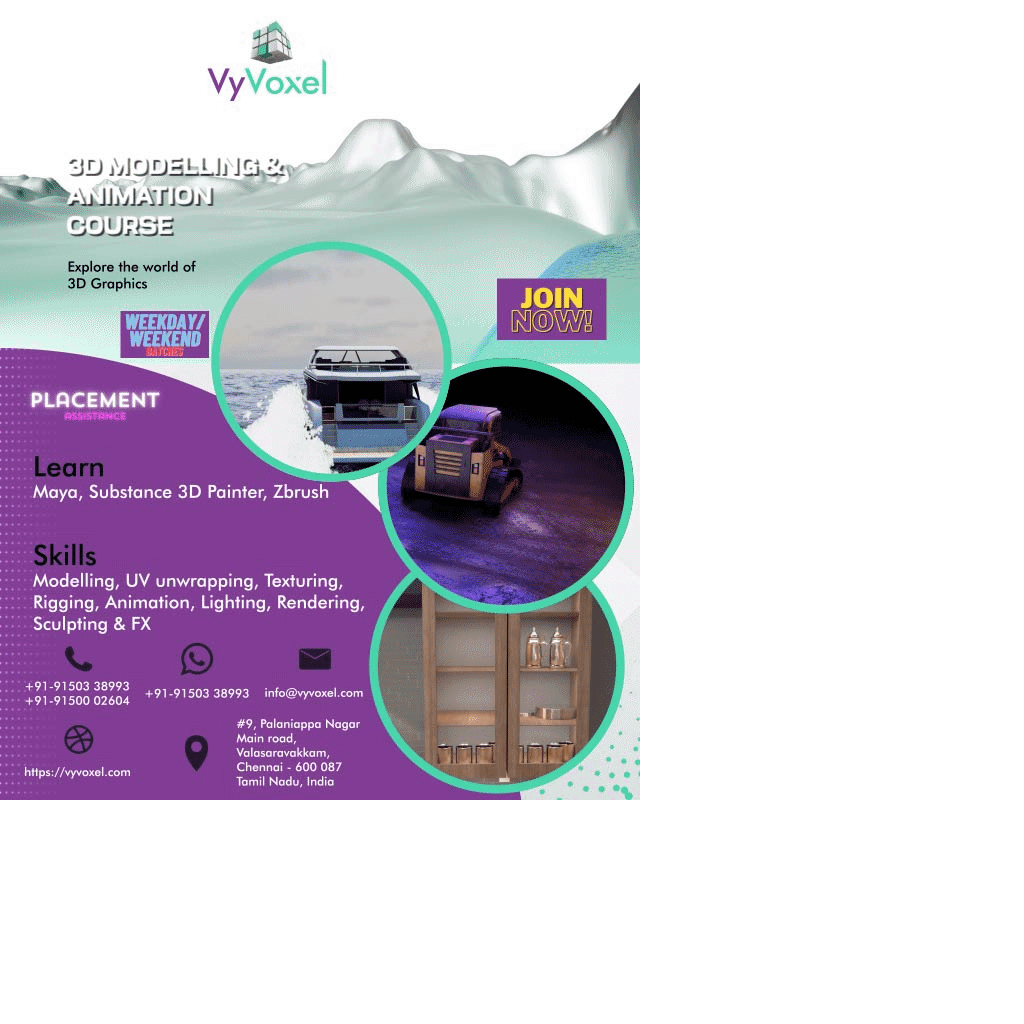 VyVoxel
3D MODELLING &
ANIMATION
COURSE
Explore the world of
3D Graphics
WEEKDAY/
WEEKEND
BATCHES
JOIN
NOW!
PLACEMENT
ASSISTANCE
Learn
Maya, Substance 3D Painter, Zbrush
Skills
Modelling, UV unwrapping, Texturing,
Rigging, Animation, Lighting, Rendering,
Sculpting & FX
+91-91503 38993
+91-91500 02604
+91-91503 38993
info@vyvoxel.com
https://vyvoxel.com
#9, Palaniappa Nagar
Main road,
Valasaravakkam,
Chennai - 600 087
Tamil Nadu, India